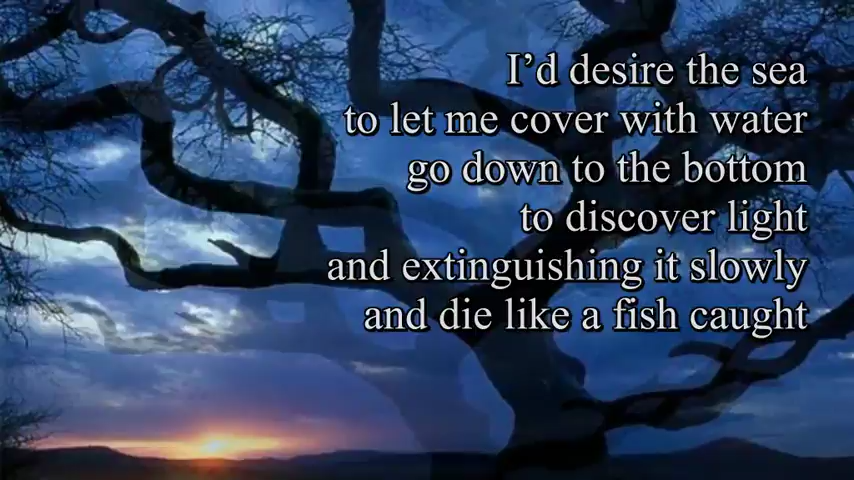 I’d desire the sea
to let me cover with water
go down to the bottom
to discover light
and extinguishing it slowly
and die like a fish caught